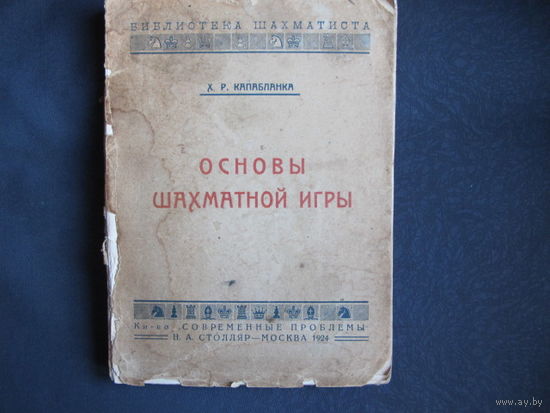 БИБЛИОТЕКА ШАХМАТИСТА
Х. Р. КАПАБЛАНКА
ОСНОВЫ
ШАХМАТНОЙ ИГРЫ
Кн-во „СОВРЕМЕННЫЕ ПРОБЛЕМЫ"
Н. А. СТОЛЛЯР—МОСКВА 1924
www.ay.by